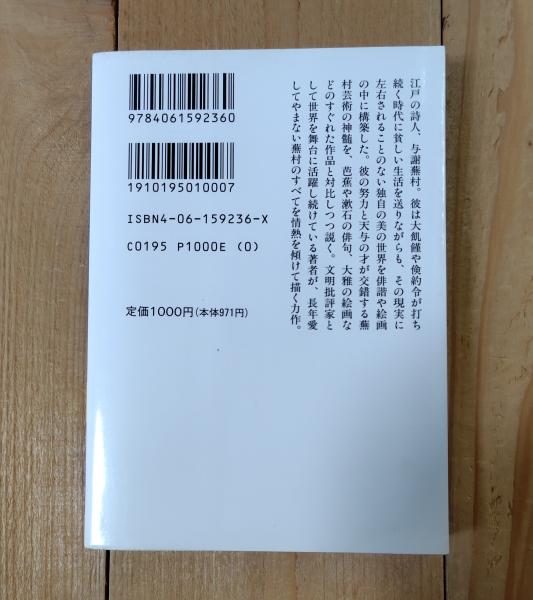 9784061592360
1910195010007
ISBN4-06-159236-X
C0195 P1000E (0)
定価1000円(本体971円)
江戸の詩人、与謝蕪村。彼は大飢饉や倹約令が打ち
続く時代に貧しい生活を送りながらも、その現実に
左右されることのない独自の美の世界を俳諧や絵画
の中に構築した。彼の努力と天与の才が交錯する蕪
村芸術の神髄を、芭蕉や漱石の俳句、大雅の絵画な
どのすぐれた作品と対比しつつ説く。文明批評家と
して世界を舞台に活躍し続けている著者が、長年愛
してやまない蕪村のすべてを情熱を傾けて描く力作。